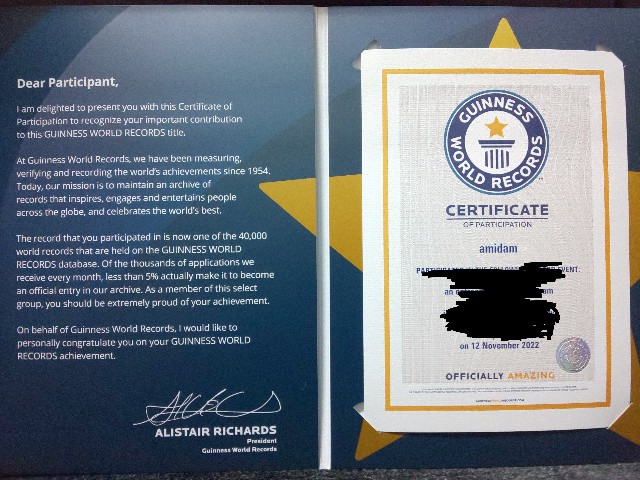 Dear Participant,
I am delighted to present you with this Certificate of
Participation to recognize your important contribution
to this GUINNESS WORLD RECORDS title.
At Guinness World Records, we have been measuring,
verifying and recording the world's achievements since 1954.
Today, our mission is to maintain an archive of
records that inspires, engages and entertains people
across the globe, and celebrates the world's best.
The record that you participated in is now one of the 40,000
world records that are held on the GUINNESS WORLD
RECORDS database. Of the thousands of applications we
receive every month, less than 5% actually make it to become
an official entry in our archive. As a member of this select
group, you should be extremely proud of your achievement.
On behalf of Guinness World Records, I would like to
personally congratulate you on your GUINNESS WORLD
RECORDS achievement.
ALISTAIR RICHARDS
President
Guinness World Records
GUINNESS
WORLD RECORDS
CERTIFICATE
OF PARTICIPATION
amidam
EVENT:
an
on 12 November 2022
OFFICIALLY AMAZING